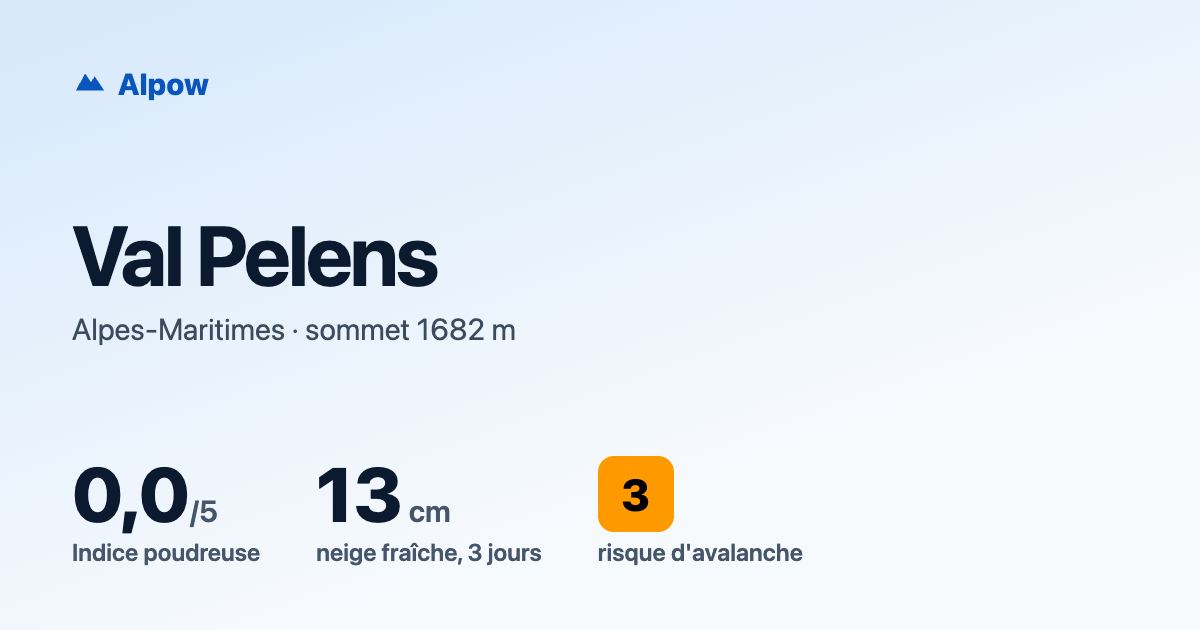 Alpow
Val Pelens
Alpes-Maritimes · sommet 1682 m
0,0/5
Indice poudreuse
13 cm
neige fraîche, 3 jours
3
risque d'avalanche